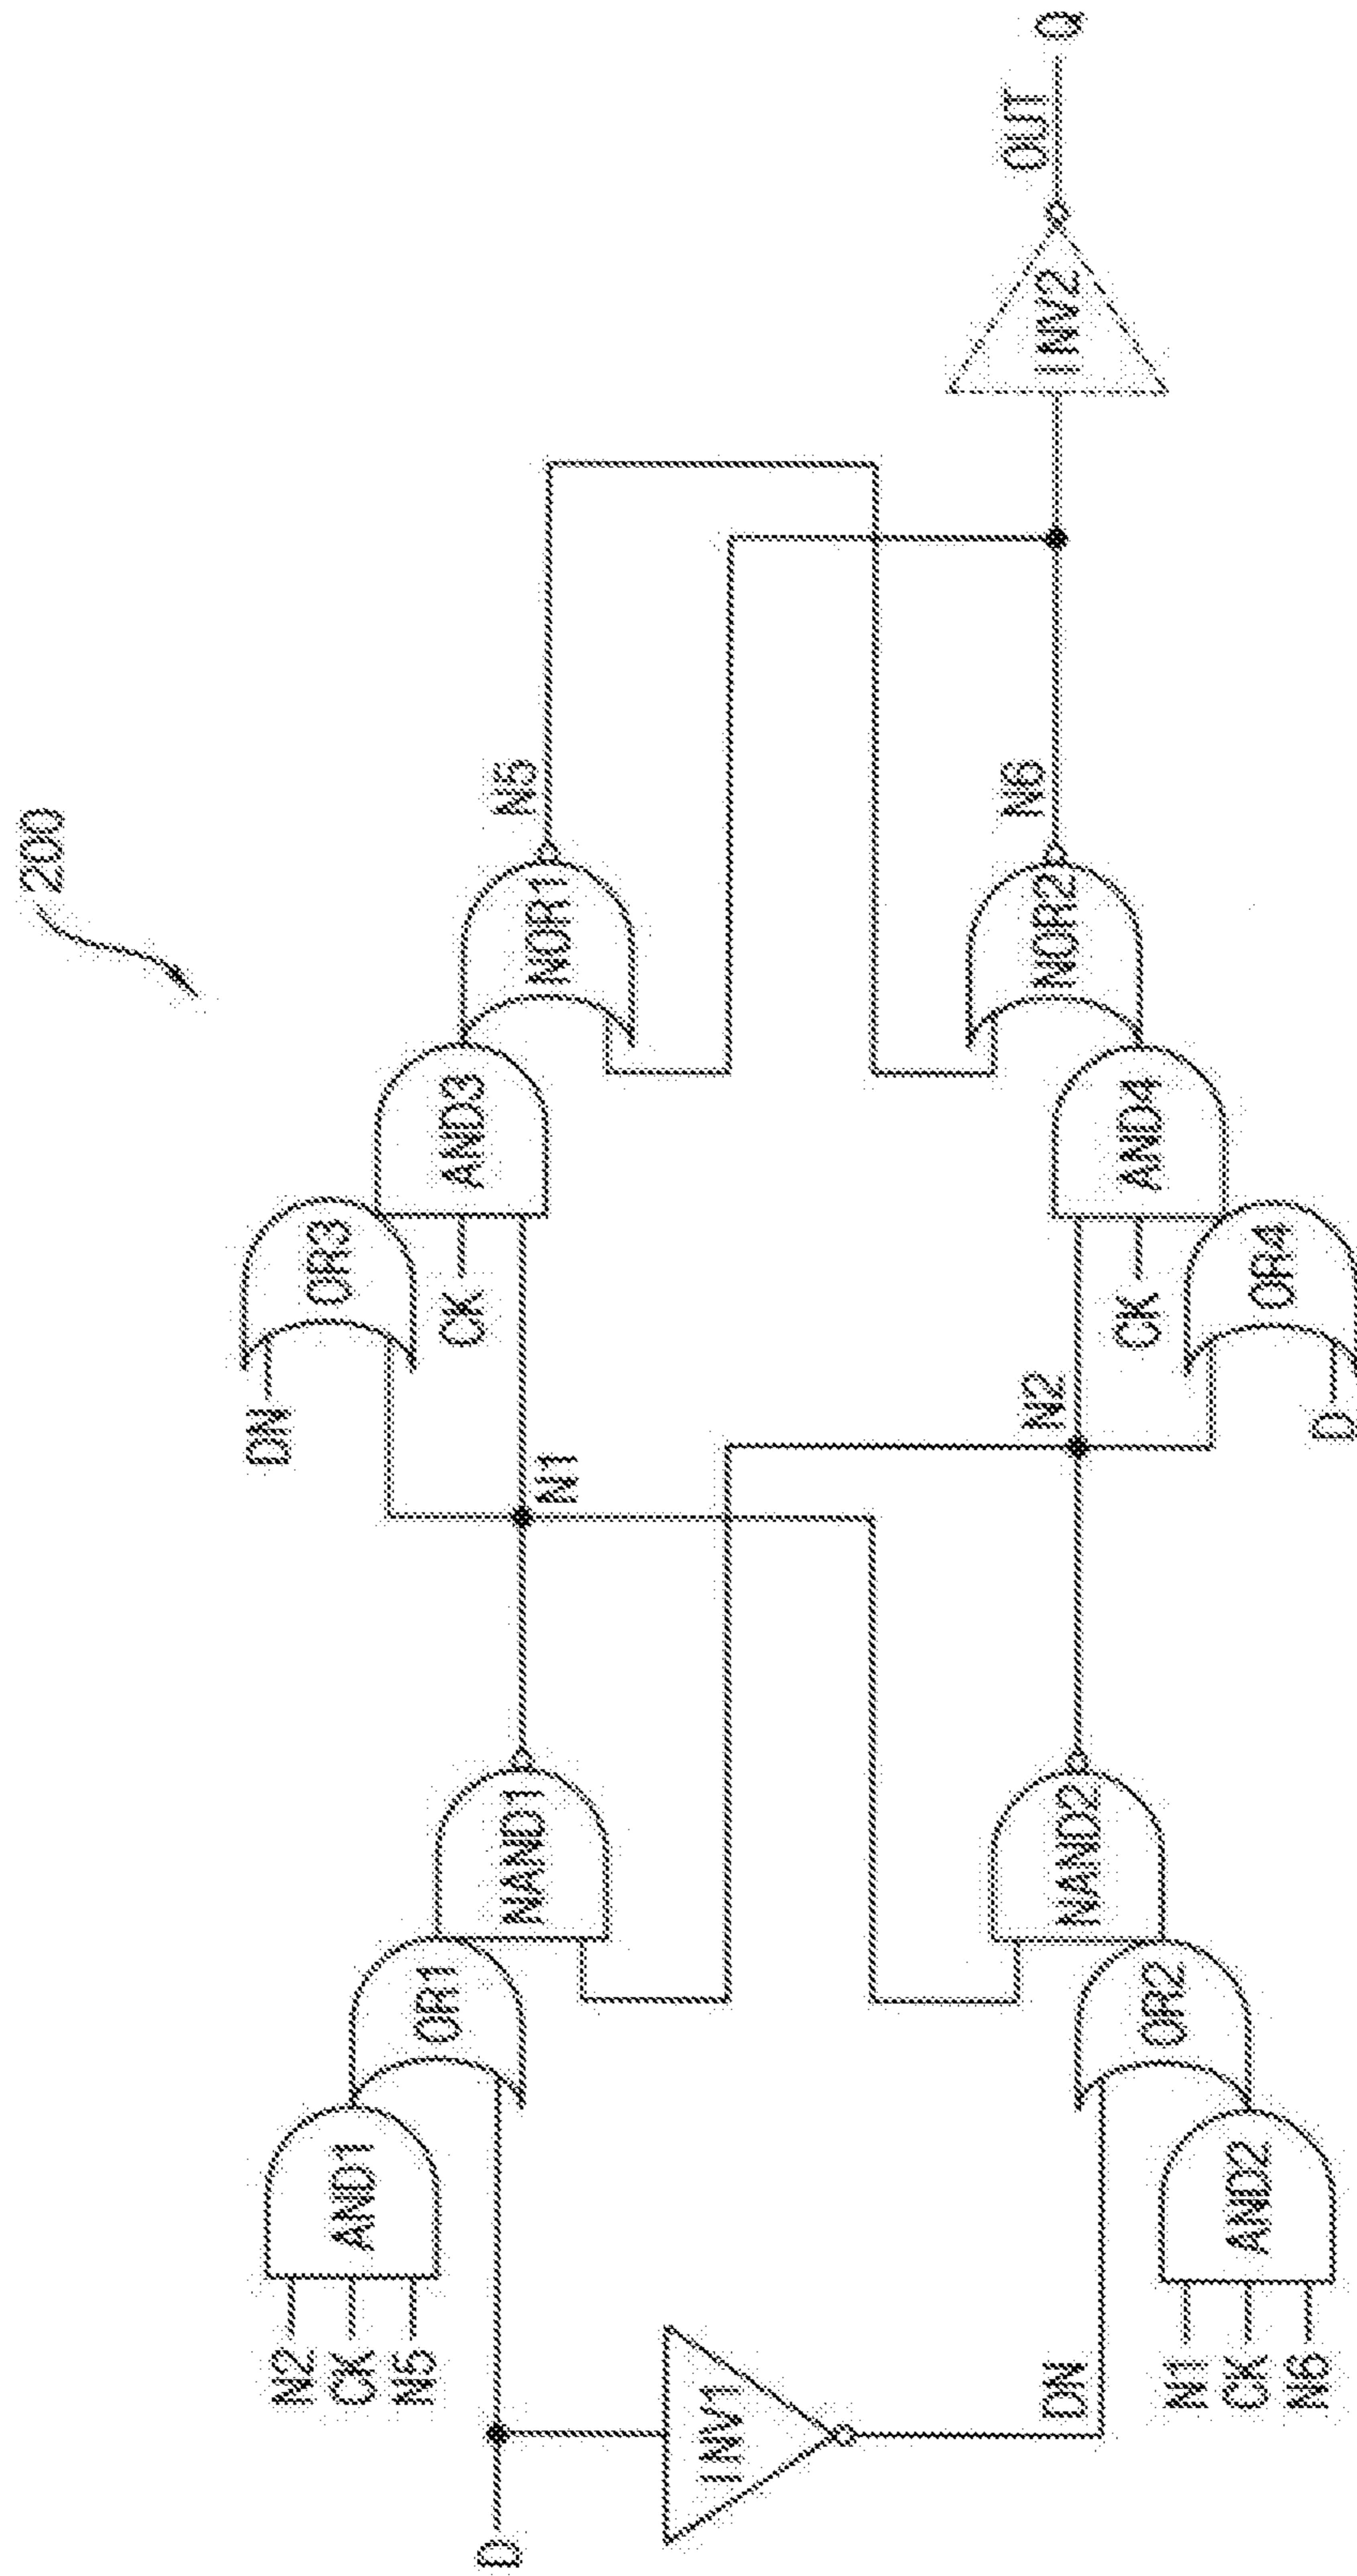 200
N2
CK
N5
AND1
OR1
NAND1
N1
DN
OR3
CK
AND3
NOR1
N5
D
INV1
DN
N1
CK
N6
AND2
OR2
NAND2
N2
D
OR4
CK
AND4
NOR2
N6
INV2
OUT
Q